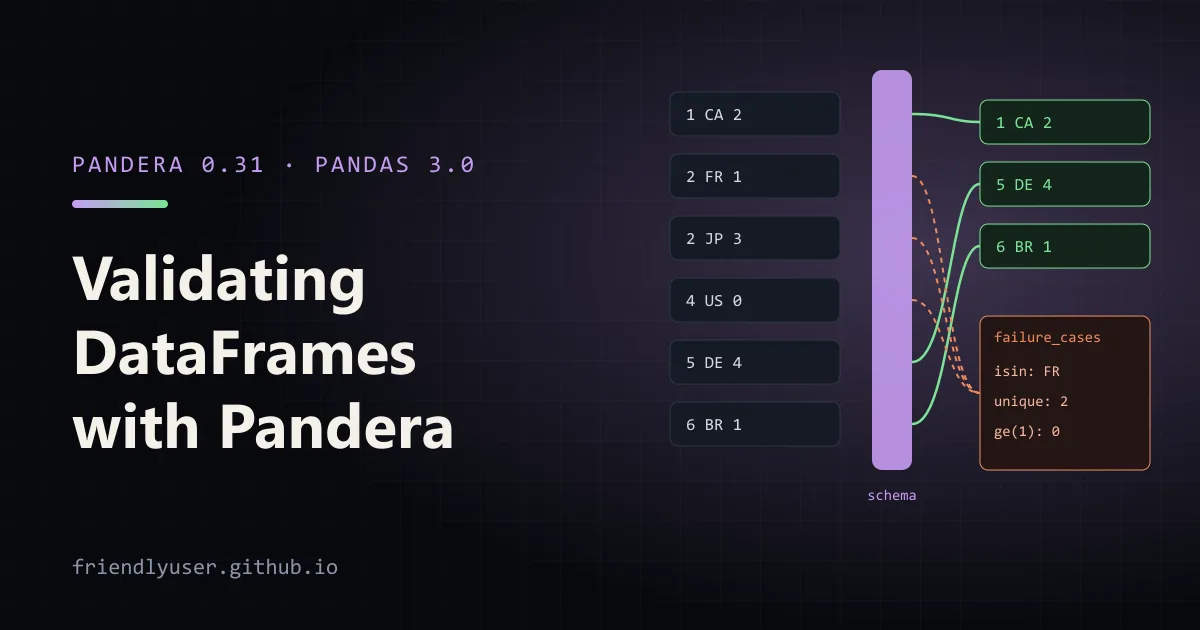 PANDERA 0.31 · PANDAS 3.0
Validating
DataFrames
with Pandera
friendlyuser.github.io
1 CA 2
2 FR 1
2 JP 3
4 US 0
5 DE 4
6 BR 1
schema
1 CA 2
5 DE 4
6 BR 1
failure_cases
isin: FR
unique: 2
ge(1): 0